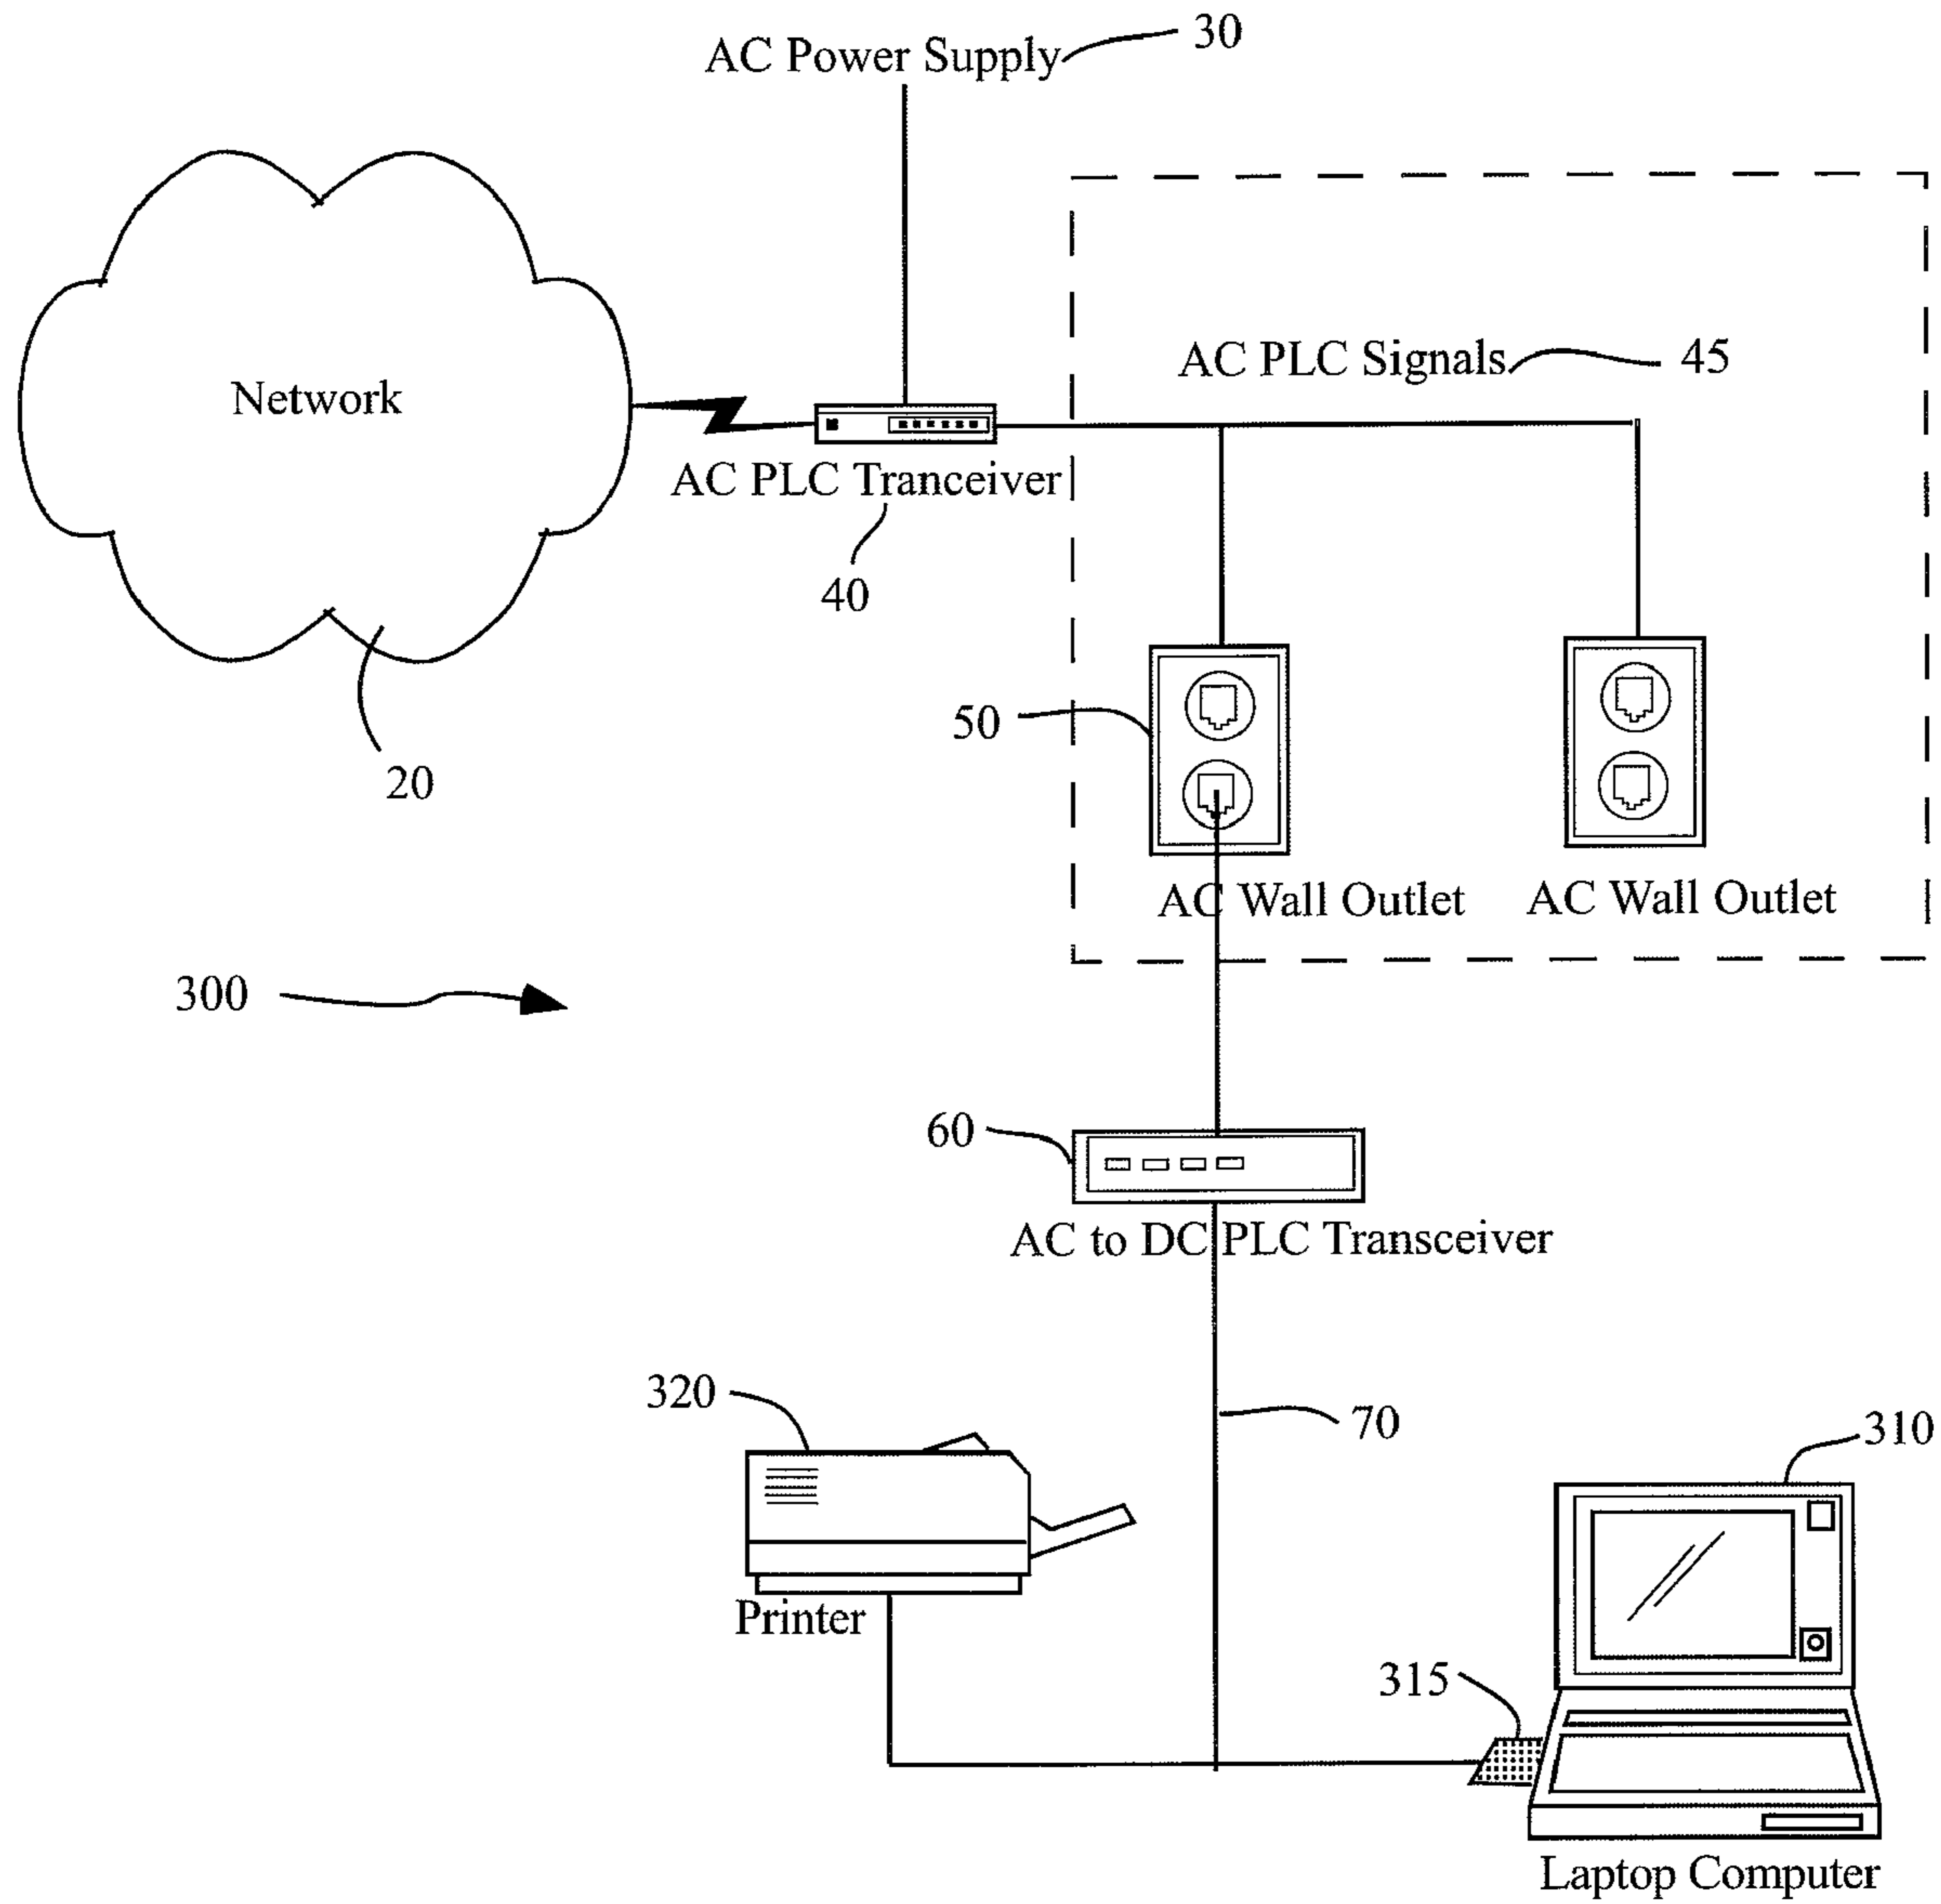 30
AC Power Supply
AC PLC Signals
45
Network
AC PLC Tranceiver
40
50
20
AC Wall Outlet
AC Wall Outlet
300
60
AC to DC PLC Transceiver
320
70
310
Printer
315
Laptop Computer